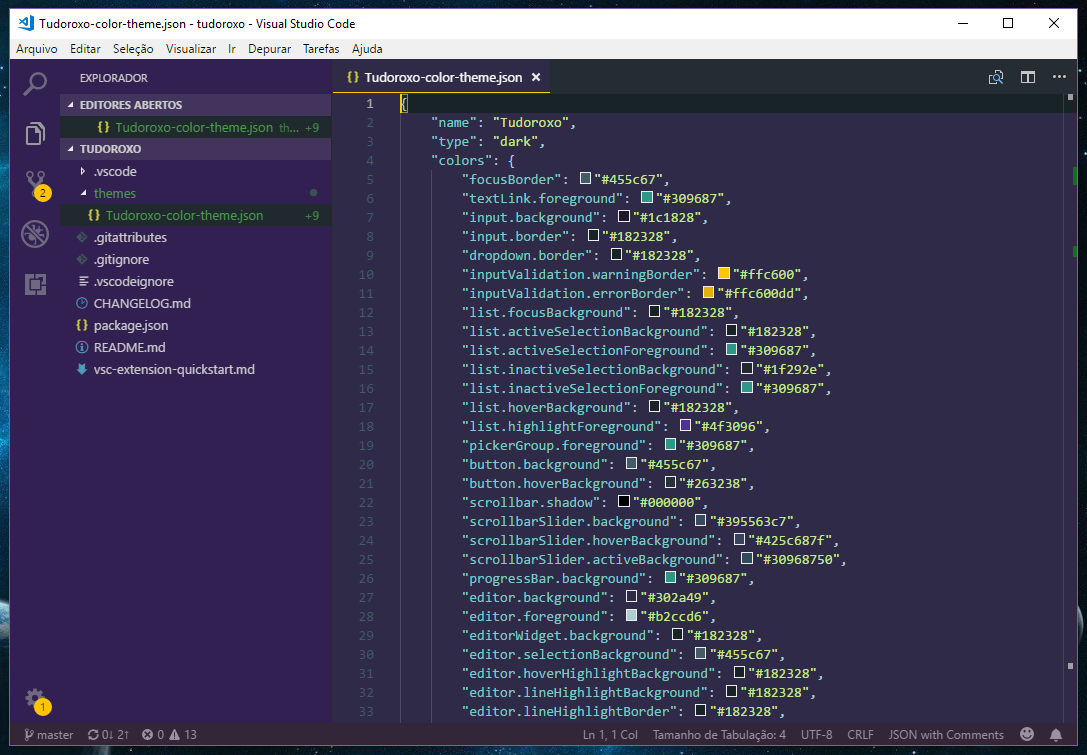 Tudoroxo-color-theme.json - tudoroxo - Visual Studio Code
Arquivo Editar Seleção Visualizar Ir Depurar Tarefas Ajuda
EXPLORADOR
EDITORES ABERTOS
{} Tudoroxo-color-theme.json th... +9
TUDOROXO
.vscode
themes
{} Tudoroxo-color-theme.json +9
.gitattributes
.gitignore
.vscodeignore
CHANGELOG.md
{} package.json
README.md
vsc-extension-quickstart.md
2
1
{} Tudoroxo-color-theme.json ×
1 {
2 "name": "Tudoroxo",
3 "type": "dark",
4 "colors": {
5 "focusBorder": "#455c67",
6 "textLink.foreground": "#309687",
7 "input.background": "#1c1828",
8 "input.border": "#182328",
9 "dropdown.border": "#182328",
10 "inputValidation.warningBorder": "#ffc600",
11 "inputValidation.errorBorder": "#ffc600dd",
12 "list.focusBackground": "#182328",
13 "list.activeSelectionBackground": "#182328",
14 "list.activeSelectionForeground": "#309687",
15 "list.inactiveSelectionBackground": "#1f292e",
16 "list.inactiveSelectionForeground": "#309687",
17 "list.hoverBackground": "#182328",
18 "list.highlightForeground": "#4f3096",
19 "pickerGroup.foreground": "#309687",
20 "button.background": "#455c67",
21 "button.hoverBackground": "#263238",
22 "scrollbar.shadow": "#000000",
23 "scrollbarSlider.background": "#395563c7",
24 "scrollbarSlider.hoverBackground": "#425c687f",
25 "scrollbarSlider.activeBackground": "#30968750",
26 "progressBar.background": "#309687",
27 "editor.background": "#302a49",
28 "editor.foreground": "#b2ccd6",
29 "editorWidget.background": "#182328",
30 "editor.selectionBackground": "#455c67",
31 "editor.hoverHighlightBackground": "#182328",
32 "editor.lineHighlightBackground": "#182328",
33 "editor.lineHighlightBorder": "#182328",
master 0↓ 2↑ 0 13 Ln 1, 1 Col Tamanho de Tabulação: 4 UTF-8 CRLF JSON with Comments